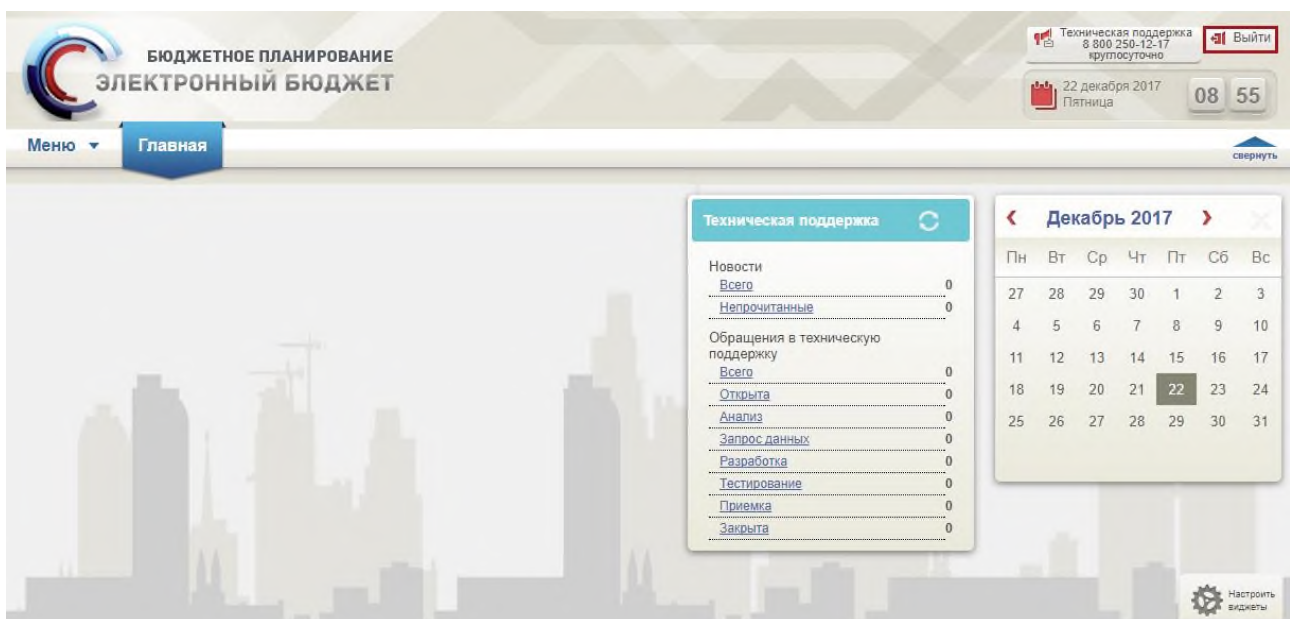 БЮДЖЕТНОЕ ПЛАНИРОВАНИЕ
ЭЛЕКТРОННЫЙ БЮДЖЕТ
Техническая поддержка
8 800 250-12-17
круглосуточно
Выйти
22 декабря 2017
Пятница
08 55
Меню
Главная
свернуть
Техническая поддержка
Новости
Всего 0
Непрочитанные 0
Обращения в техническую
поддержку
Всего 0
Открыта 0
Анализ 0
Запрос данных 0
Разработка 0
Тестирование 0
Приемка 0
Закрыта 0
Декабрь 2017
Пн Вт Ср Чт Пт Сб Вс
27 28 29 30 1 2 3
4 5 6 7 8 9 10
11 12 13 14 15 16 17
18 19 20 21 22 23 24
25 26 27 28 29 30 31
Настроить
виджеты